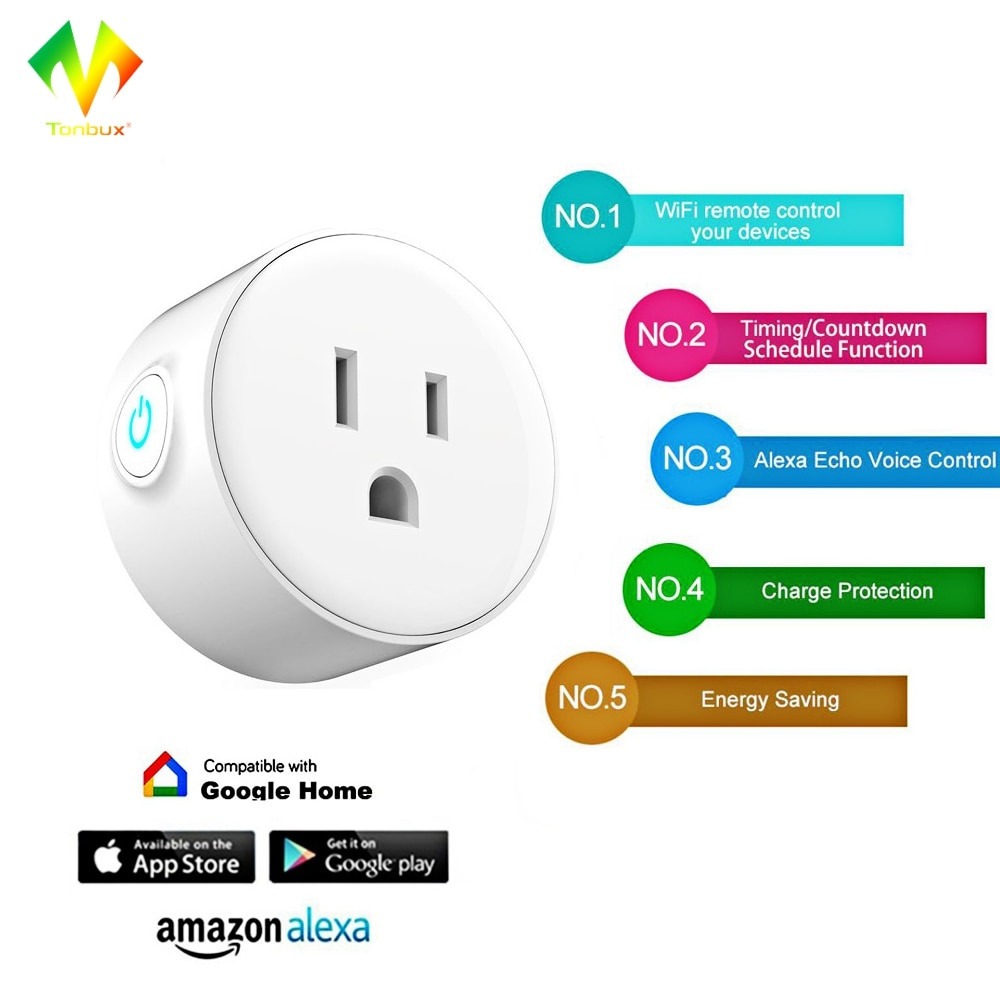 Tonbux®
NO.1
WiFi remote control
your devices
NO.2
Timing/Countdown
Schedule Function
NO.3
Alexa Echo Voice Control
NO.4
Charge Protection
NO.5
Energy Saving
Compatible with
Google Home
Available on the
App Store
Get it on
Google play
amazon alexa